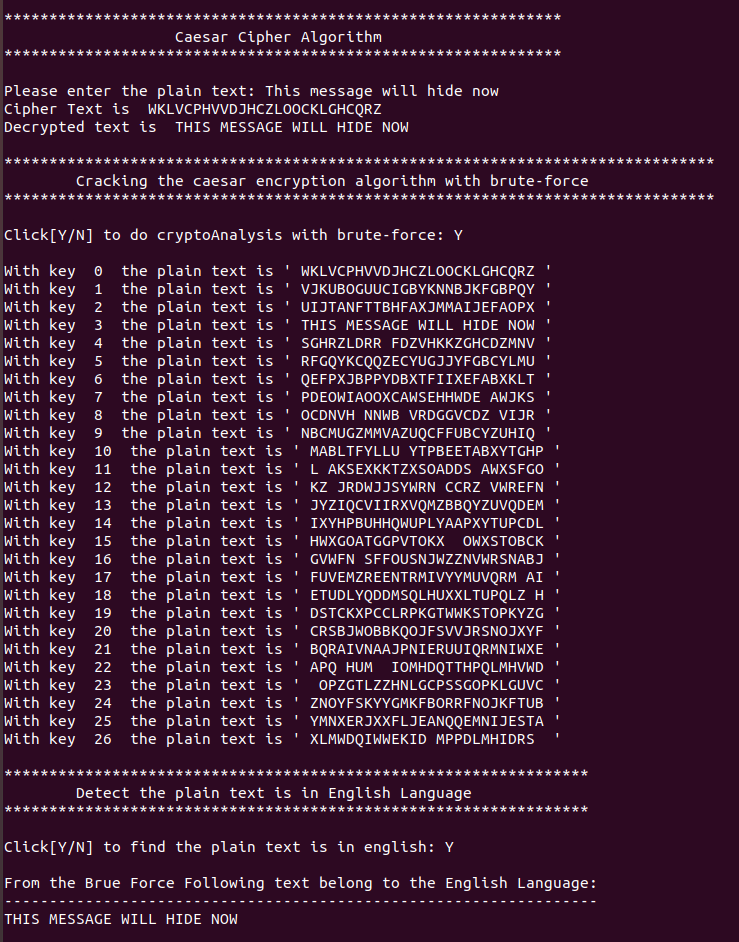 **************************************************************
Caesar Cipher Algorithm
**************************************************************
Please enter the plain text: This message will hide now
Cipher Text is  WKLVCPHVVDJHCZLOOCKLGHCQRZ
Decrypted text is  THIS MESSAGE WILL HIDE NOW
*******************************************************************************
Cracking the caesar encryption algorithm with brute-force
*******************************************************************************
Click[Y/N] to do cryptoAnalysis with brute-force: Y
With key  0  the plain text is ' WKLVCPHVVDJHCZLOOCKLGHCQRZ '
With key  1  the plain text is ' VJKUBOGUUCIGBYKNNBJKFGBPQY '
With key  2  the plain text is ' UIJTANFTTBHFAXJMMAIJEFAOPX '
With key  3  the plain text is ' THIS MESSAGE WILL HIDE NOW '
With key  4  the plain text is ' SGHRZLDRR FDZVHKKZGHCDZMNV '
With key  5  the plain text is ' RFGQYKCQQZECYUGJJYFGBCYLMU '
With key  6  the plain text is ' QEFPXJBPPYDBXTFIIXEFABXKLT '
With key  7  the plain text is ' PDEOWIAOOXCAWSEHHWDE AWJKS '
With key  8  the plain text is ' OCDNVH NNWB VRDGGVCDZ VIJR '
With key  9  the plain text is ' NBCMUGZMMVAZUQCFFUBCYZUHIQ '
With key  10  the plain text is ' MABLTFYLLU YTPBEETABXYTGHP '
With key  11  the plain text is ' L AKSEXKKTZXSOADDS AWXSFGO '
With key  12  the plain text is ' KZ JRDWJJSYWRN CCRZ VWREFN '
With key  13  the plain text is ' JYZIQCVIIRXVQMZBBQYZUVQDEM '
With key  14  the plain text is ' IXYHPBUHHQWUPLYAAPXYTUPCDL '
With key  15  the plain text is ' HWXGOATGGPVTOKX  OWXSTOBCK '
With key  16  the plain text is ' GVWFN SFFOUSNJWZZNVWRSNABJ '
With key  17  the plain text is ' FUVEMZREENTRMIVYYMUVQRM AI '
With key  18  the plain text is ' ETUDLYQDDMSQLHUXXLTUPQLZ H '
With key  19  the plain text is ' DSTCKXPCCLRPKGTWWKSTOPKYZG '
With key  20  the plain text is ' CRSBJWOBBKQOJFSVVJRSNOJXYF '
With key  21  the plain text is ' BQRAIVNAAJPNIERUUIQRMNIWXE '
With key  22  the plain text is ' APQ HUM  IOMHDQTTHPQLMHVWD '
With key  23  the plain text is '  OPZGTLZZHNLGCPSSGOPKLGUVC '
With key  24  the plain text is ' ZNOYFSKYYGMKFBORRFNOJKFTUB '
With key  25  the plain text is ' YMNXERJXXFLJEANQQEMNIJESTA '
With key  26  the plain text is ' XLMWDQIWWEKID MPPDLMHIDRS  '
*****************************************************************
Detect the plain text is in English Language
*****************************************************************
Click[Y/N] to find the plain text is in english: Y
From the Brue Force Following text belong to the English Language:
------------------------------------------------------------------
THIS MESSAGE WILL HIDE NOW